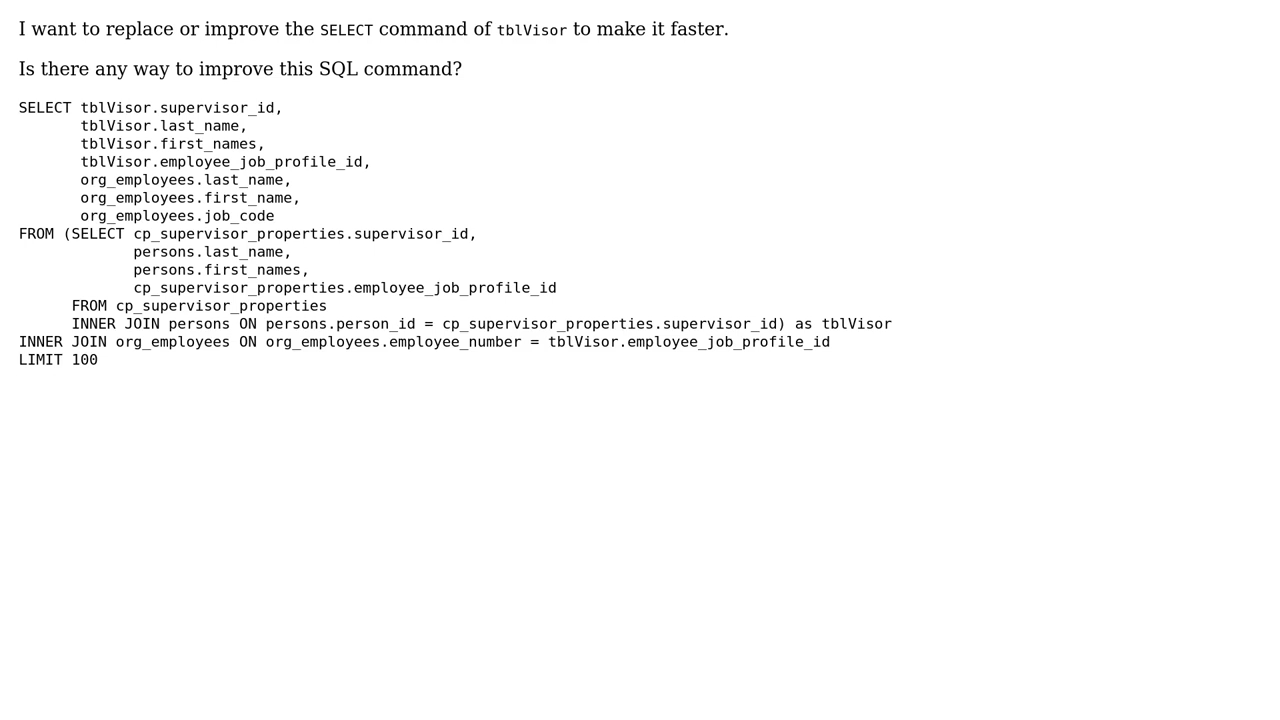 I want to replace or improve the SELECT command of tblVisor to make it faster.
Is there any way to improve this SQL command?
SELECT tblVisor.supervisor_id,
       tblVisor.last_name,
       tblVisor.first_names,
       tblVisor.employee_job_profile_id,
       org_employees.last_name,
       org_employees.first_name,
       org_employees.job_code
FROM (SELECT cp_supervisor_properties.supervisor_id,
             persons.last_name,
             persons.first_names,
             cp_supervisor_properties.employee_job_profile_id
      FROM cp_supervisor_properties
      INNER JOIN persons ON persons.person_id = cp_supervisor_properties.supervisor_id) as tblVisor
INNER JOIN org_employees ON org_employees.employee_number = tblVisor.employee_job_profile_id
LIMIT 100